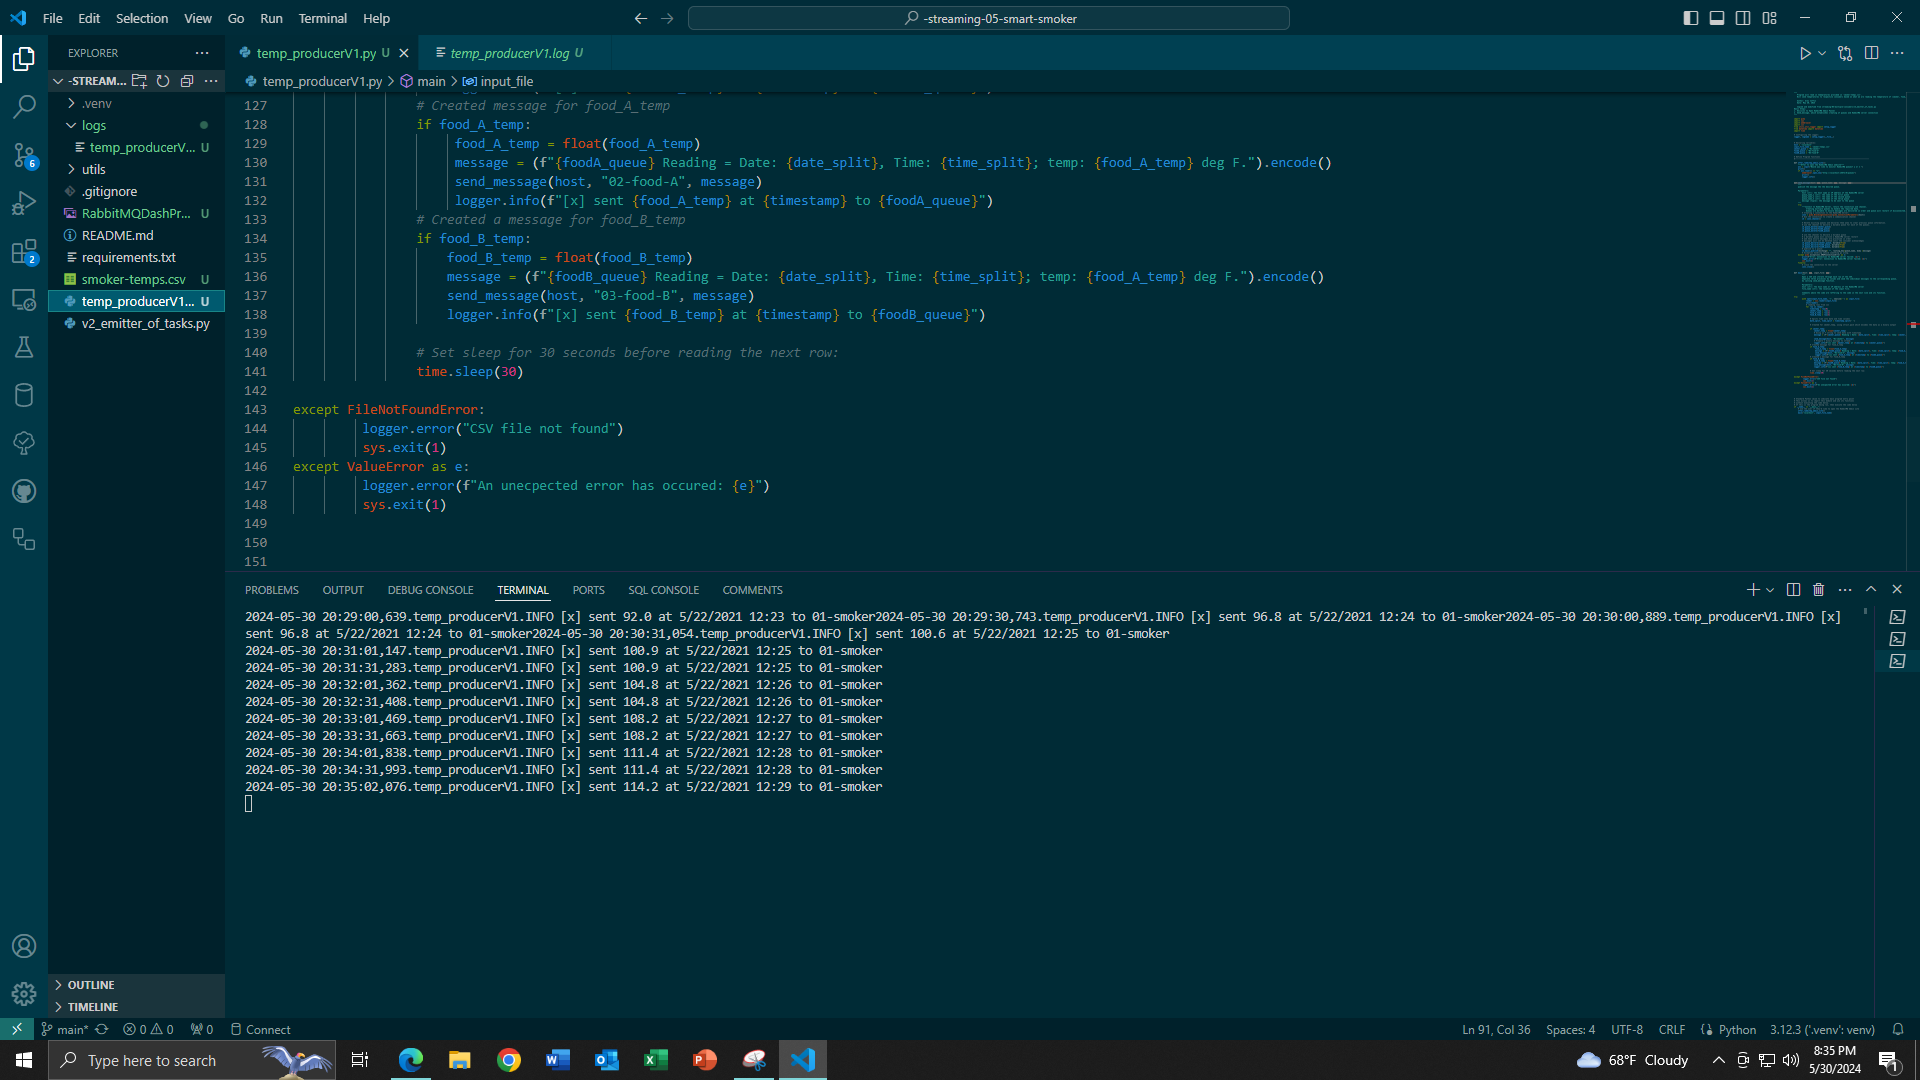 File Edit Selection View Go Run Terminal Help
-streaming-05-smart-smoker
EXPLORER
-STREAM...
.venv
logs
temp_producerV... U
utils
.gitignore
RabbitMQDashPr... U
README.md
requirements.txt
smoker-temps.csv U
temp_producerV1... U
v2_emitter_of_tasks.py
OUTLINE
TIMELINE
6
2
temp_producerV1.py U
temp_producerV1.log U
temp_producerV1.py > main > input_file
127 # Created message for food_A_temp
128 if food_A_temp:
129 food_A_temp = float(food_A_temp)
130 message = (f"{foodA_queue} Reading = Date: {date_split}, Time: {time_split}; temp: {food_A_temp} deg F.").encode()
131 send_message(host, "02-food-A", message)
132 logger.info(f"[x] sent {food_A_temp} at {timestamp} to {foodA_queue}")
133 # Created a message for food_B_temp
134 if food_B_temp:
135 food_B_temp = float(food_B_temp)
136 message = (f"{foodB_queue} Reading = Date: {date_split}, Time: {time_split}; temp: {food_A_temp} deg F.").encode()
137 send_message(host, "03-food-B", message)
138 logger.info(f"[x] sent {food_B_temp} at {timestamp} to {foodB_queue}")
139
140 # Set sleep for 30 seconds before reading the next row:
141 time.sleep(30)
142
143 except FileNotFoundError:
144 logger.error("CSV file not found")
145 sys.exit(1)
146 except ValueError as e:
147 logger.error(f"An unecpected error has occured: {e}")
148 sys.exit(1)
149
150
151
PROBLEMS OUTPUT DEBUG CONSOLE TERMINAL PORTS SQL CONSOLE COMMENTS
2024-05-30 20:29:00,639.temp_producerV1.INFO [x] sent 92.0 at 5/22/2021 12:23 to 01-smoker2024-05-30 20:29:30,743.temp_producerV1.INFO [x] sent 96.8 at 5/22/2021 12:24 to 01-smoker2024-05-30 20:30:00,889.temp_producerV1.INFO [x]
sent 96.8 at 5/22/2021 12:24 to 01-smoker2024-05-30 20:30:31,054.temp_producerV1.INFO [x] sent 100.6 at 5/22/2021 12:25 to 01-smoker
2024-05-30 20:31:01,147.temp_producerV1.INFO [x] sent 100.9 at 5/22/2021 12:25 to 01-smoker
2024-05-30 20:31:31,283.temp_producerV1.INFO [x] sent 100.9 at 5/22/2021 12:25 to 01-smoker
2024-05-30 20:32:01,362.temp_producerV1.INFO [x] sent 104.8 at 5/22/2021 12:26 to 01-smoker
2024-05-30 20:32:31,408.temp_producerV1.INFO [x] sent 104.8 at 5/22/2021 12:26 to 01-smoker
2024-05-30 20:33:01,469.temp_producerV1.INFO [x] sent 108.2 at 5/22/2021 12:27 to 01-smoker
2024-05-30 20:33:31,663.temp_producerV1.INFO [x] sent 108.2 at 5/22/2021 12:27 to 01-smoker
2024-05-30 20:34:01,838.temp_producerV1.INFO [x] sent 111.4 at 5/22/2021 12:28 to 01-smoker
2024-05-30 20:34:31,993.temp_producerV1.INFO [x] sent 111.4 at 5/22/2021 12:28 to 01-smoker
2024-05-30 20:35:02,076.temp_producerV1.INFO [x] sent 114.2 at 5/22/2021 12:29 to 01-smoker
main* 0 0 0 Connect
Ln 91, Col 36 Spaces: 4 UTF-8 CRLF Python 3.12.3 ('.venv': venv)
Type here to search
68°F Cloudy
8:35 PM
5/30/2024
1